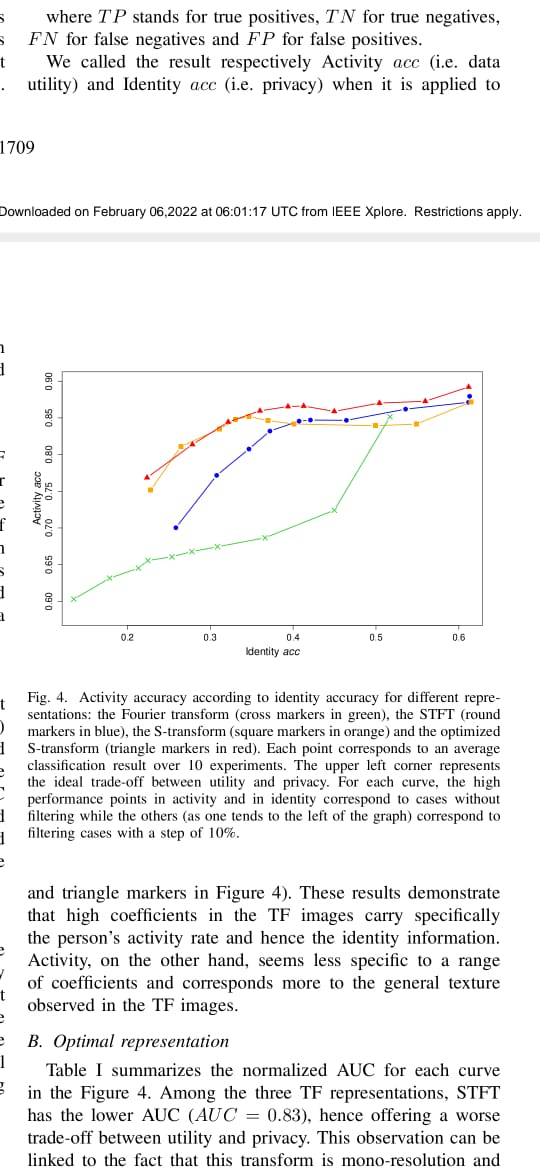 where TP stands for true positives, TN for true negatives,
FN for false negatives and FP for false positives.
We called the result respectively Activity acc (i.e. data
utility) and Identity acc (i.e. privacy) when it is applied to
1709
Downloaded on February 06,2022 at 06:01:17 UTC from IEEE Xplore. Restrictions apply.
0.90
0.85
0.80
0.75
0.70
0.65
0.60
Activity acc
0.2 0.3 0.4 0.5 0.6
Identity acc
Fig. 4. Activity accuracy according to identity accuracy for different repre-
sentations: the Fourier transform (cross markers in green), the STFT (round
markers in blue), the S-transform (square markers in orange) and the optimized
S-transform (triangle markers in red). Each point corresponds to an average
classification result over 10 experiments. The upper left corner represents
the ideal trade-off between utility and privacy. For each curve, the high
performance points in activity and in identity correspond to cases without
filtering while the others (as one tends to the left of the graph) correspond to
filtering cases with a step of 10%.
and triangle markers in Figure 4). These results demonstrate
that high coefficients in the TF images carry specifically
the person's activity rate and hence the identity information.
Activity, on the other hand, seems less specific to a range
of coefficients and corresponds more to the general texture
observed in the TF images.
B. Optimal representation
Table I summarizes the normalized AUC for each curve
in the Figure 4. Among the three TF representations, STFT
has the lower AUC (AUC = 0.83), hence offering a worse
trade-off between utility and privacy. This observation can be
linked to the fact that this transform is mono-resolution and